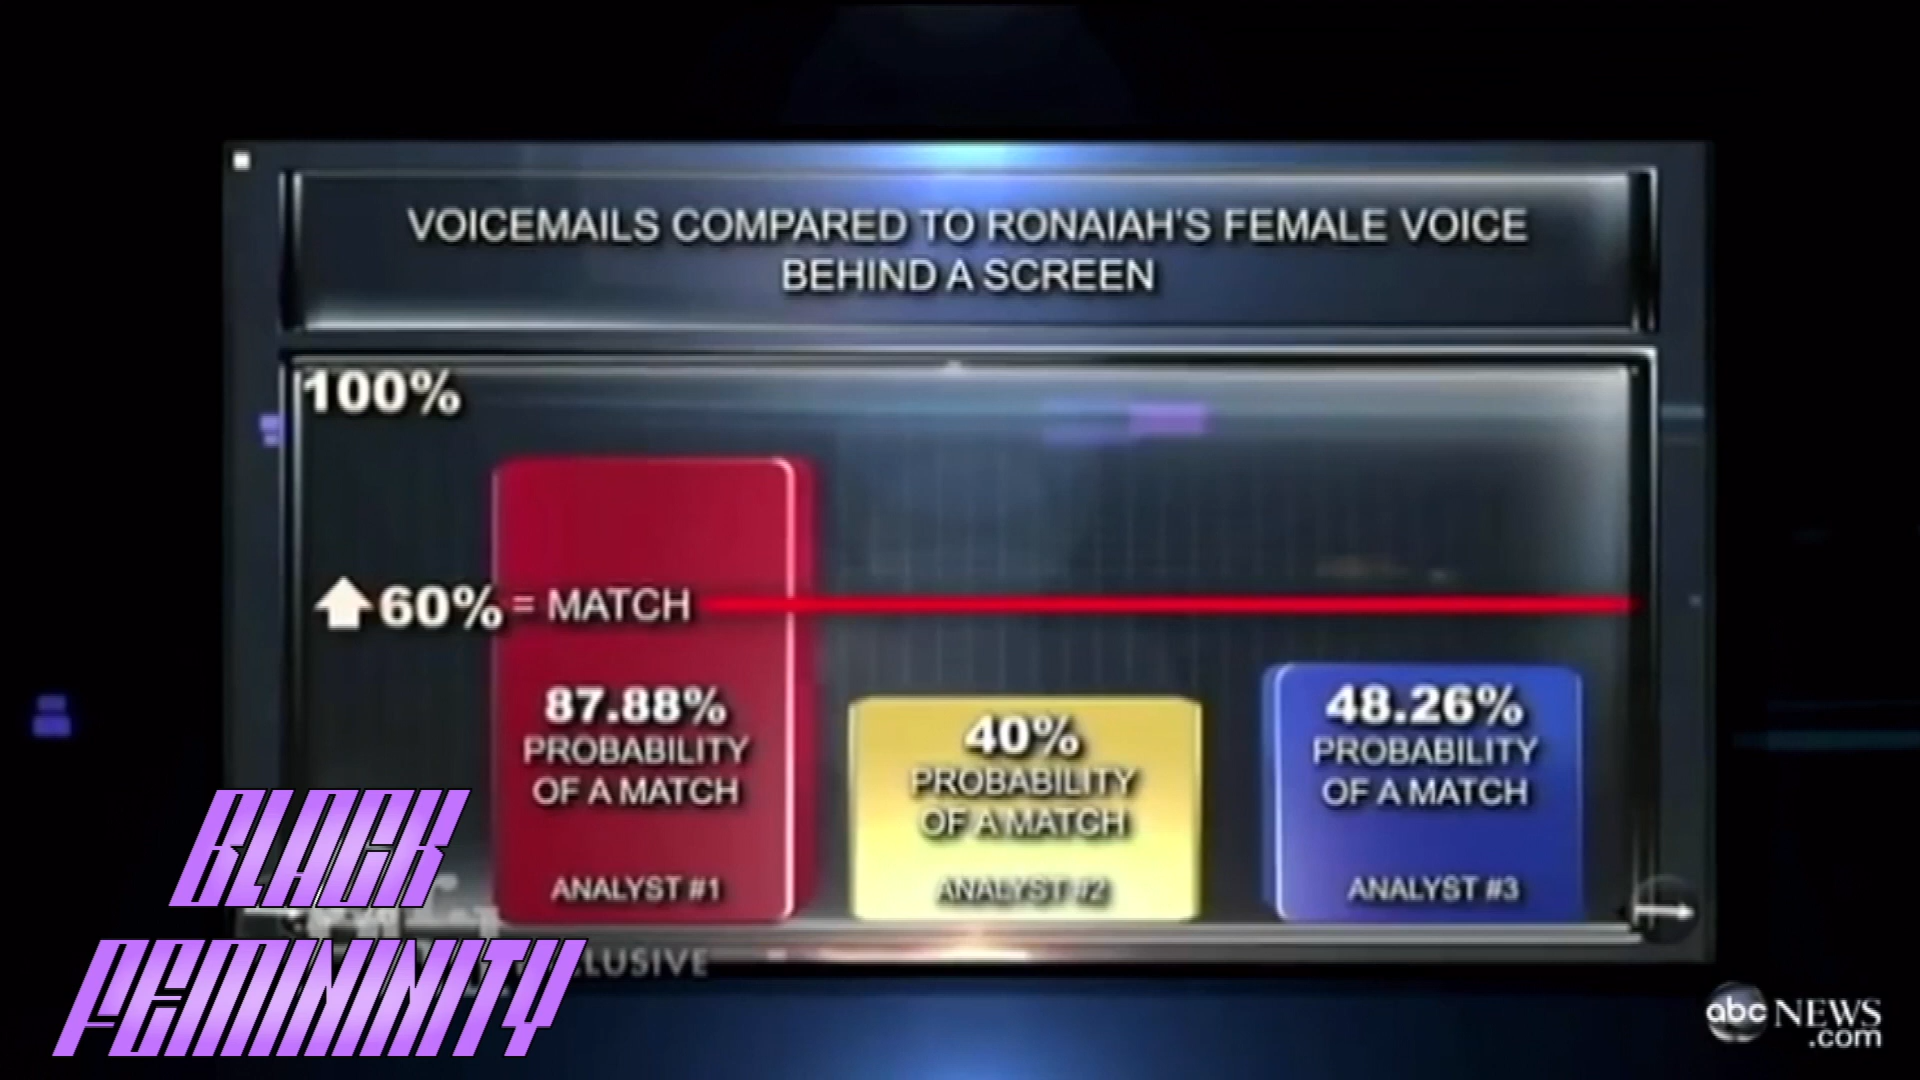 VOICEMAILS COMPARED TO RONAIAH'S FEMALE VOICE
BEHIND A SCREEN
100%
60% = MATCH
87.88%
PROBABILITY
OF A MATCH
ANALYST #1
40%
PROBABILITY
OF A MATCH
ANALYST #2
48.26%
PROBABILITY
OF A MATCH
ANALYST #3
BLACK
FEMININITY
abc NEWS
.com